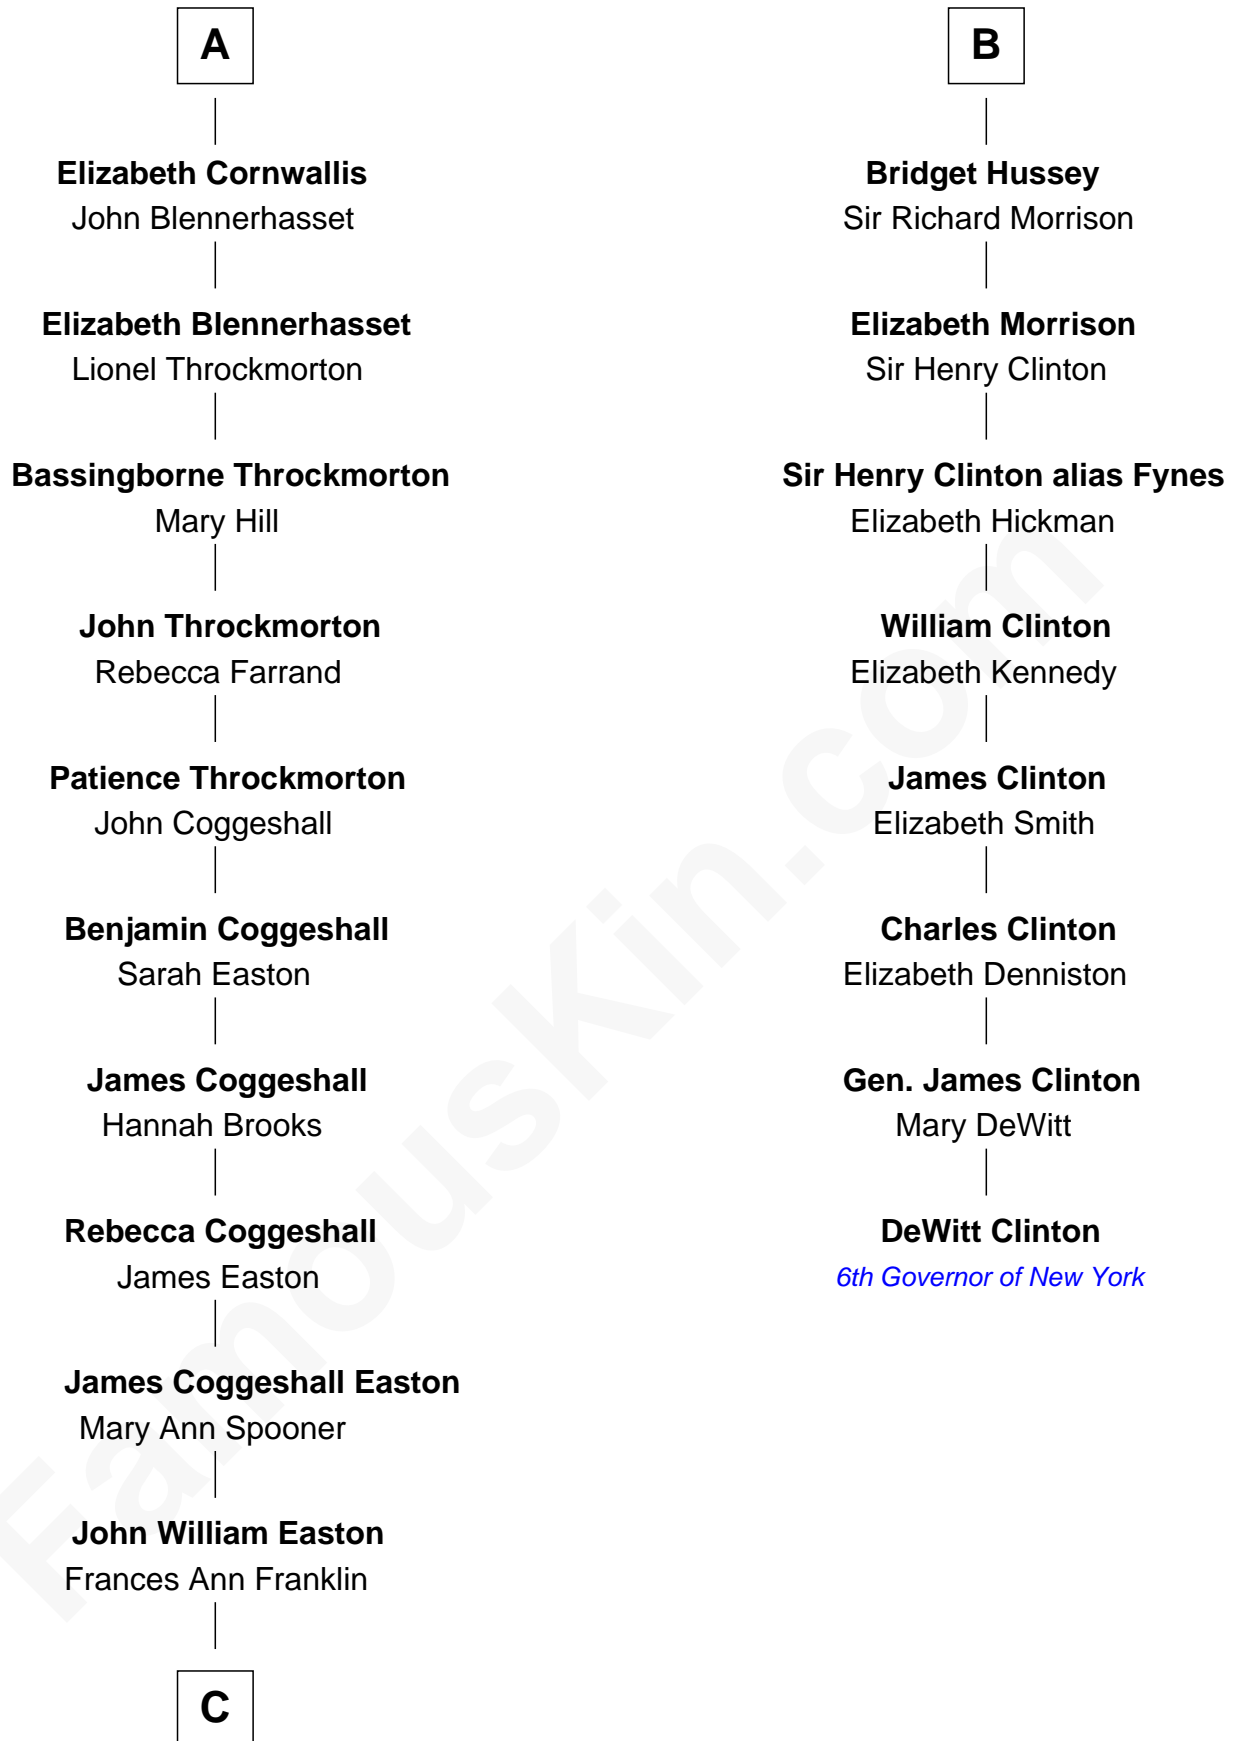 A
Elizabeth Cornwallis
John Blennerhasset
Elizabeth Blennerhasset
Lionel Throckmorton
Bassingborne Throckmorton
Mary Hill
John Throckmorton
Rebecca Farrand
Patience Throckmorton
John Coggeshall
Benjamin Coggeshall
Sarah Easton
James Coggeshall
Hannah Brooks
Rebecca Coggeshall
James Easton
James Coggeshall Easton
Mary Ann Spooner
John William Easton
Frances Ann Franklin
C
B
Bridget Hussey
Sir Richard Morrison
Elizabeth Morrison
Sir Henry Clinton
Sir Henry Clinton alias Fynes
Elizabeth Hickman
William Clinton
Elizabeth Kennedy
James Clinton
Elizabeth Smith
Charles Clinton
Elizabeth Denniston
Gen. James Clinton
Mary DeWitt
DeWitt Clinton
6th Governor of New York
FamousKin.com